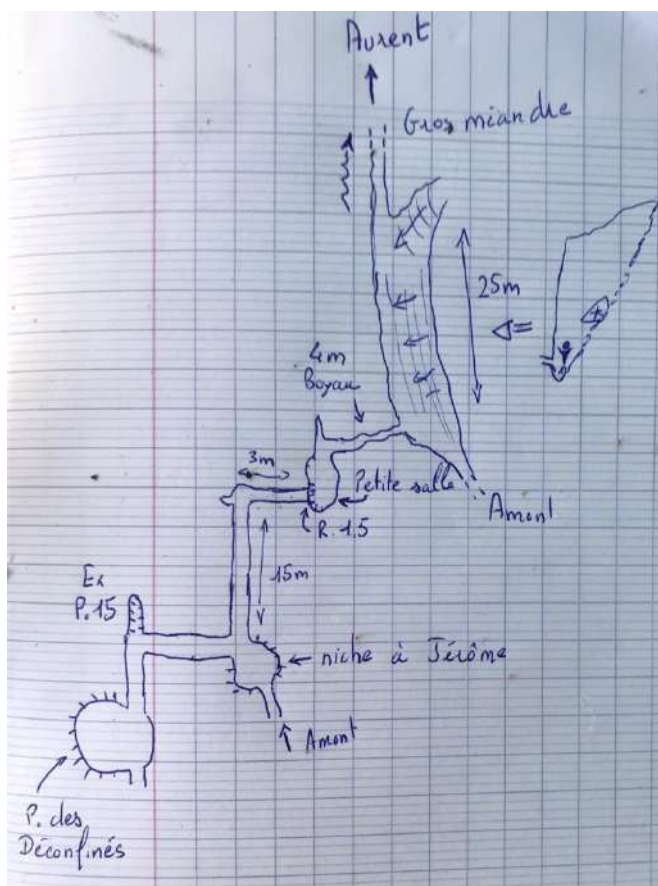 Aurent
Gros miandre
25m
4m
Boyau
3m
Petite salle
R. 1,5
Amont
15m
Ex
P.15
niche à Jérôme
Amont
P. des
Déconfinés